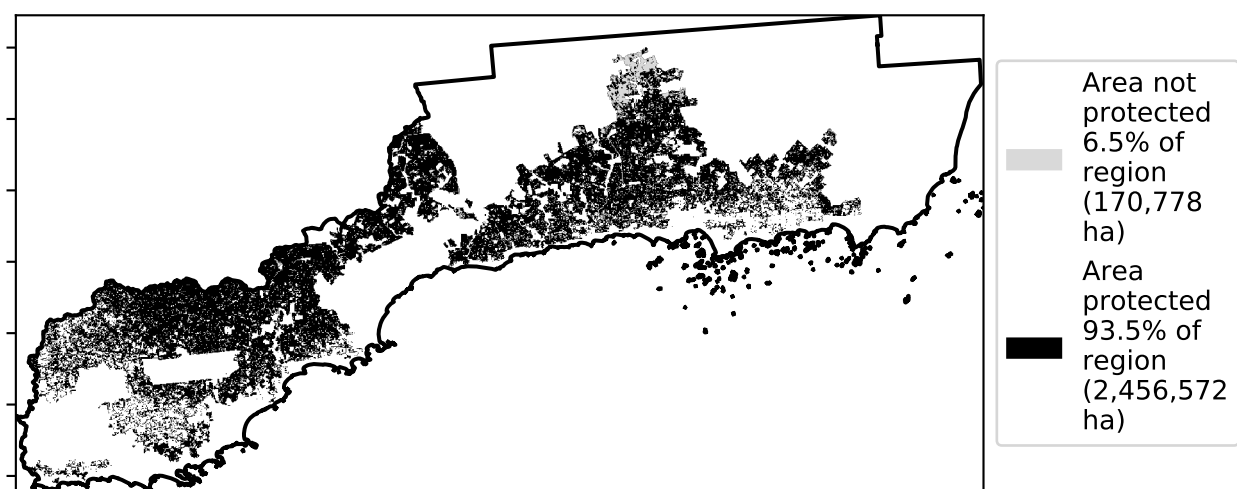 Area not
protected
6.5% of
region
(170,778
ha)
Area
protected
93.5% of
region
(2,456,572
ha)